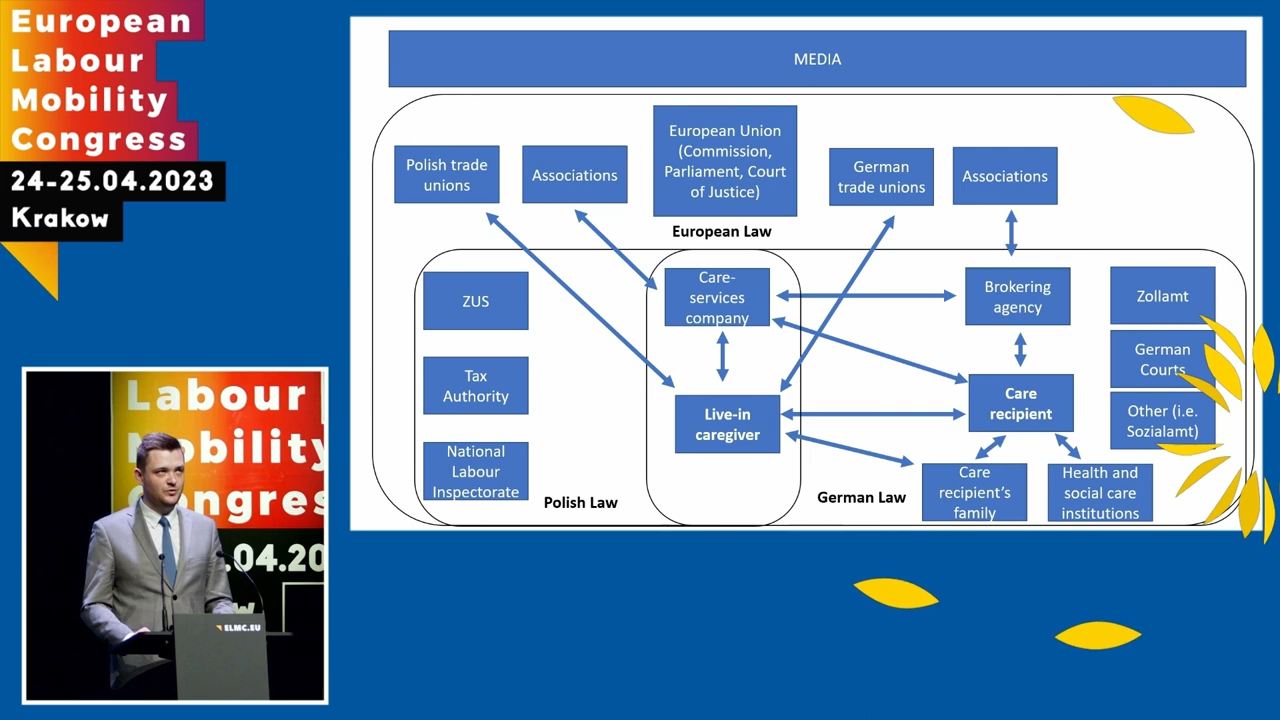 European
Labour
Mobility
Congress
24-25.04.2023
Krakow
MEDIA
Polish trade
unions
Associations
European Union
(Commission,
Parliament, Court
of Justice)
German
trade unions
Associations
European Law
ZUS
Tax
Authority
National
Labour
Inspectorate
Polish Law
Care-
services
company
Live-in
caregiver
German Law
Brokering
agency
Care
recipient
Care
recipient's
family
Health and
social care
institutions
Zollamt
German
Courts
Other (i.e.
Sozialamt)
Labour
Mobility
Congres
.04.20
ELMC.EU